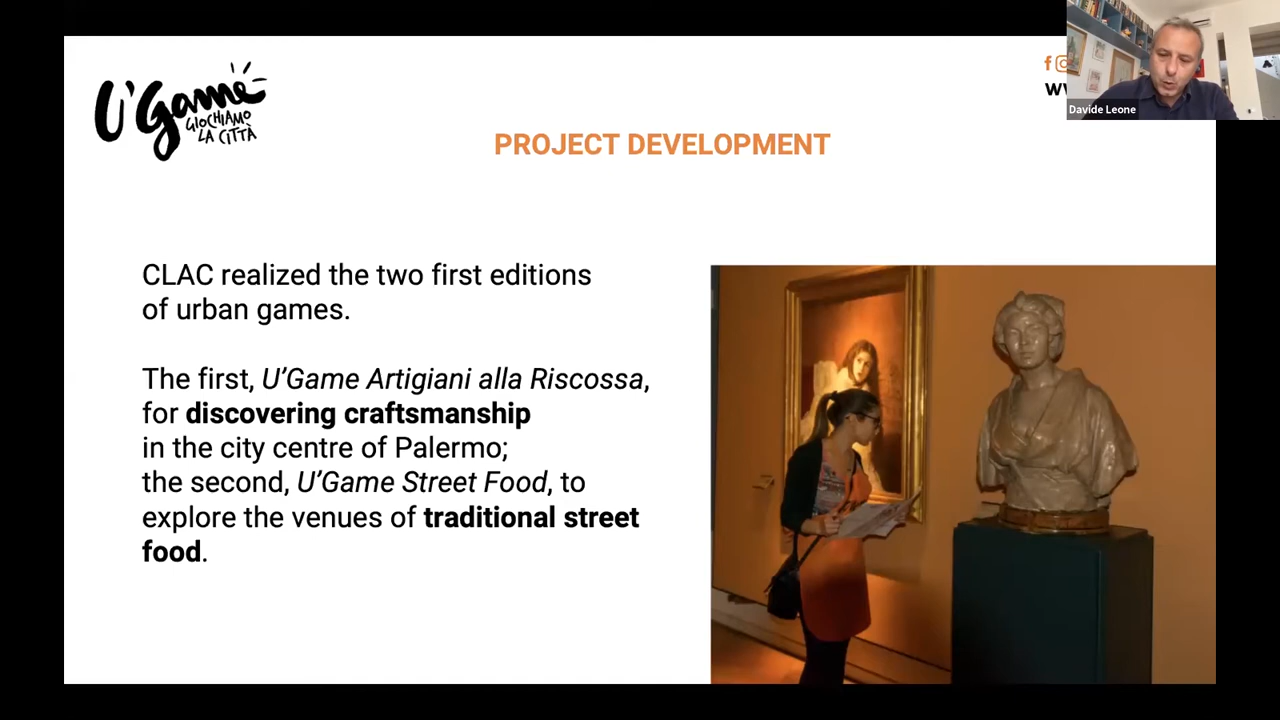 U'Game
GIOCHIAMO
LA CITTÀ
Davide Leone
PROJECT DEVELOPMENT
CLAC realized the two first editions
of urban games.
The first, U'Game Artigiani alla Riscossa,
for discovering craftsmanship
in the city centre of Palermo;
the second, U'Game Street Food, to
explore the venues of traditional street
food.